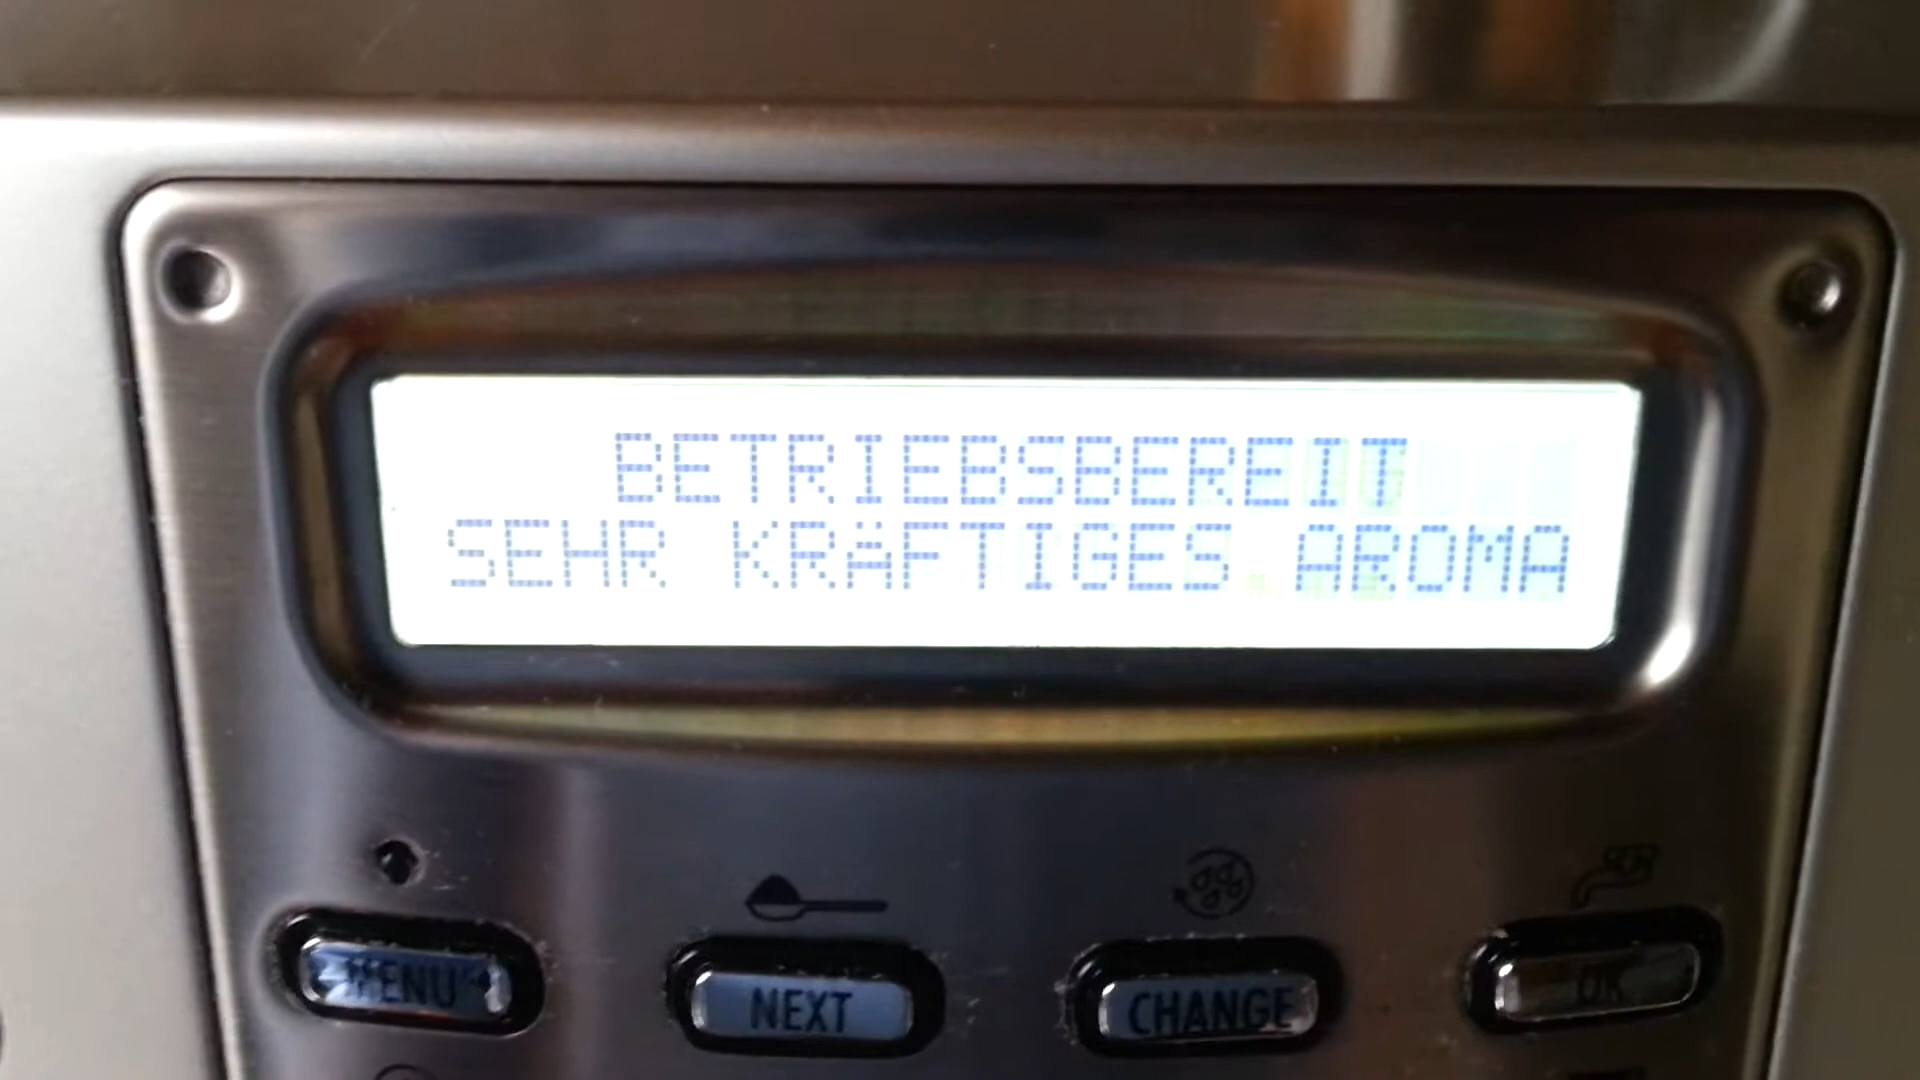 BETRIEBSBEREIT
SEHR KRÄFTIGES AROMA
MENU
NEXT
CHANGE
OK